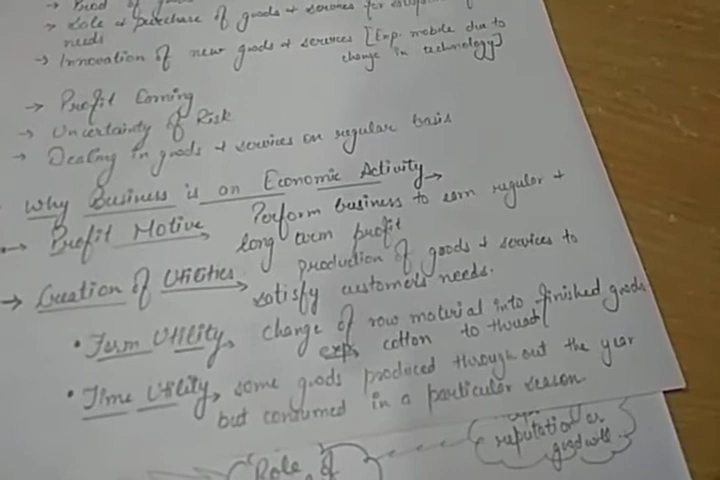 → Prod of
→ Sale & purchase of goods & services for
needs
→ Innovation of new goods & services [Exp. mobile due to
change in technology]
→ Profit Earning
→ Uncertainty of Risk
→ Dealing in goods & services on regular basis
Why Business is an Economic Activity→
→ Profit Motive Perform business to earn regular &
long term profit
→ Creation of Utilities → production of goods & services to
satisfy customers needs.
• Form Utility → change of raw material into finished goods
exp. cotton to thread
• Time Utility → some goods produced through out the year
but consumed in a particular season
reputation or
goodwill
Role of